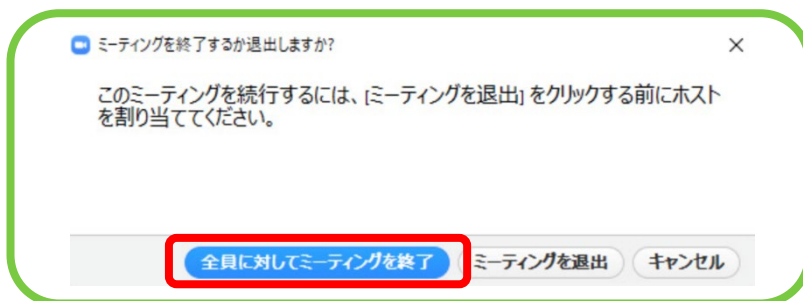 ミーティングを終了するか退出しますか?
このミーティングを続行するには、[ミーティングを退出] をクリックする前にホスト
を割り当ててください。
全員に対してミーティングを終了 ミーティングを退出 キャンセル